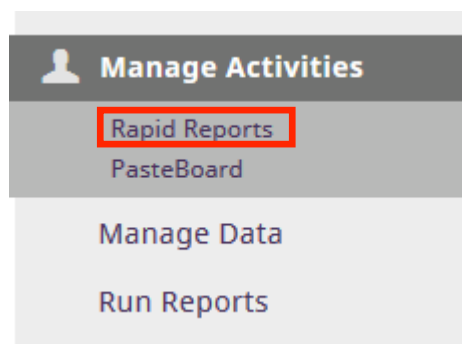 Manage Activities
Rapid Reports
PasteBoard
Manage Data
Run Reports